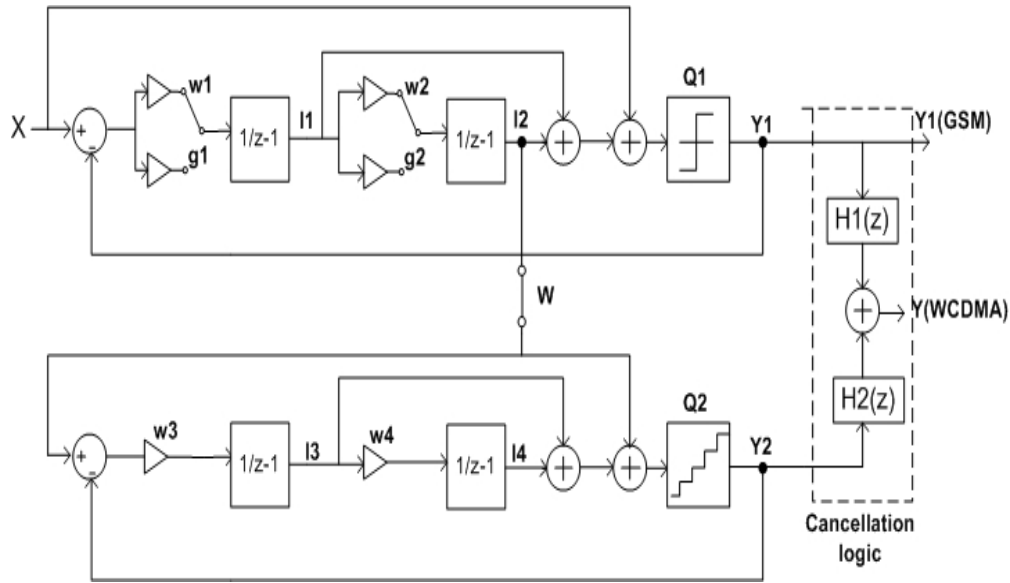 X
+
-
w1
g1
1/z-1
I1
w2
g2
1/z-1
I2
+
+
Q1
Y1
Y1(GSM)
H1(z)
+
Y(WCDMA)
H2(z)
W
+
-
w3
1/z-1
I3
w4
1/z-1
I4
+
+
Q2
Y2
Cancellation
logic